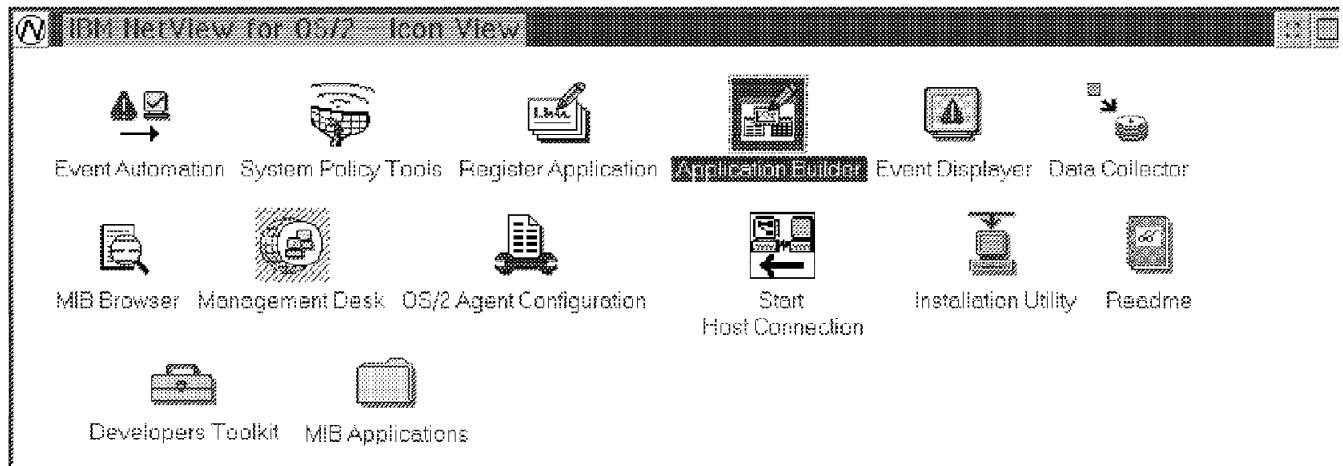 IBM NetView for OS/2 - Icon View
Event Automation System Policy Tools Register Application Application Builder Event Displayer Data Collector
MIB Browser Management Desk OS/2 Agent Configuration Start Host Connection Installation Utility Readme
Developers Toolkit MIB Applications